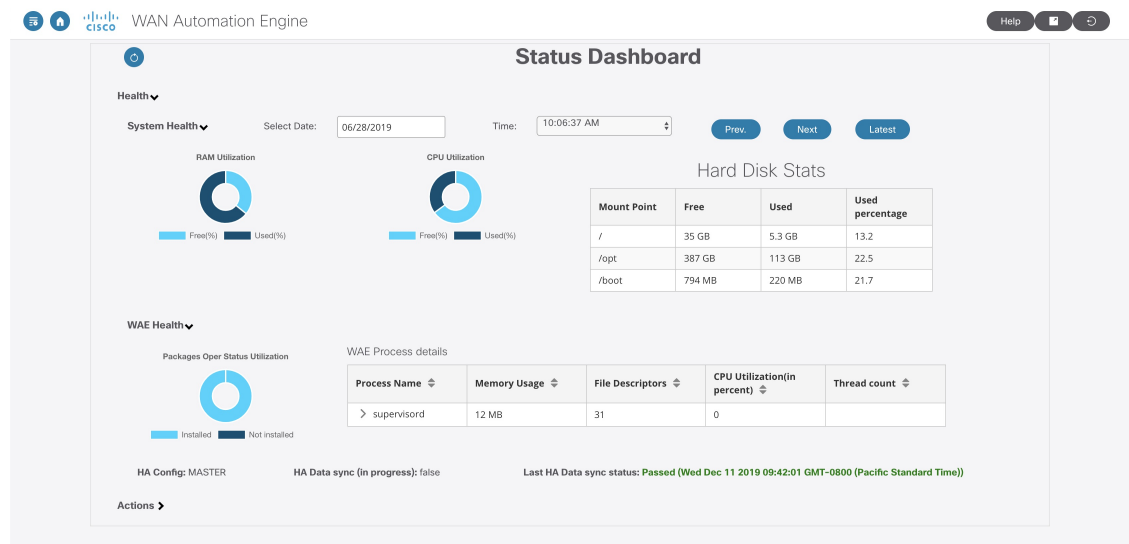 CISCO WAN Automation Engine Help
Status Dashboard
Health
System Health Select Date: 06/28/2019 Time: 10:06:37 AM Prev. Next Latest
RAM Utilization CPU Utilization
Free(%) Used(%) Free(%) Used(%)
Hard Disk Stats
Mount Point Free Used Used percentage
/ 35 GB 5.3 GB 13.2
/opt 387 GB 113 GB 22.5
/boot 794 MB 220 MB 21.7
WAE Health
Packages Oper Status Utilization
Installed Not installed
WAE Process details
Process Name Memory Usage File Descriptors CPU Utilization(in percent) Thread count
supervisord 12 MB 31 0
HA Config: MASTER HA Data sync (in progress): false Last HA Data sync status: Passed (Wed Dec 11 2019 09:42:01 GMT-0800 (Pacific Standard Time))
Actions